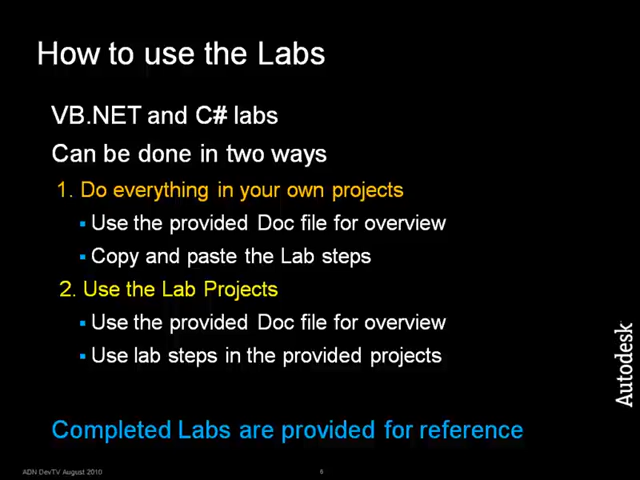 How to use the Labs
VB.NET and C# labs
Can be done in two ways
1. Do everything in your own projects
▪ Use the provided Doc file for overview
▪ Copy and paste the Lab steps
2. Use the Lab Projects
▪ Use the provided Doc file for overview
▪ Use lab steps in the provided projects
Autodesk
Completed Labs are provided for reference
ADN DevTV August 2010
6